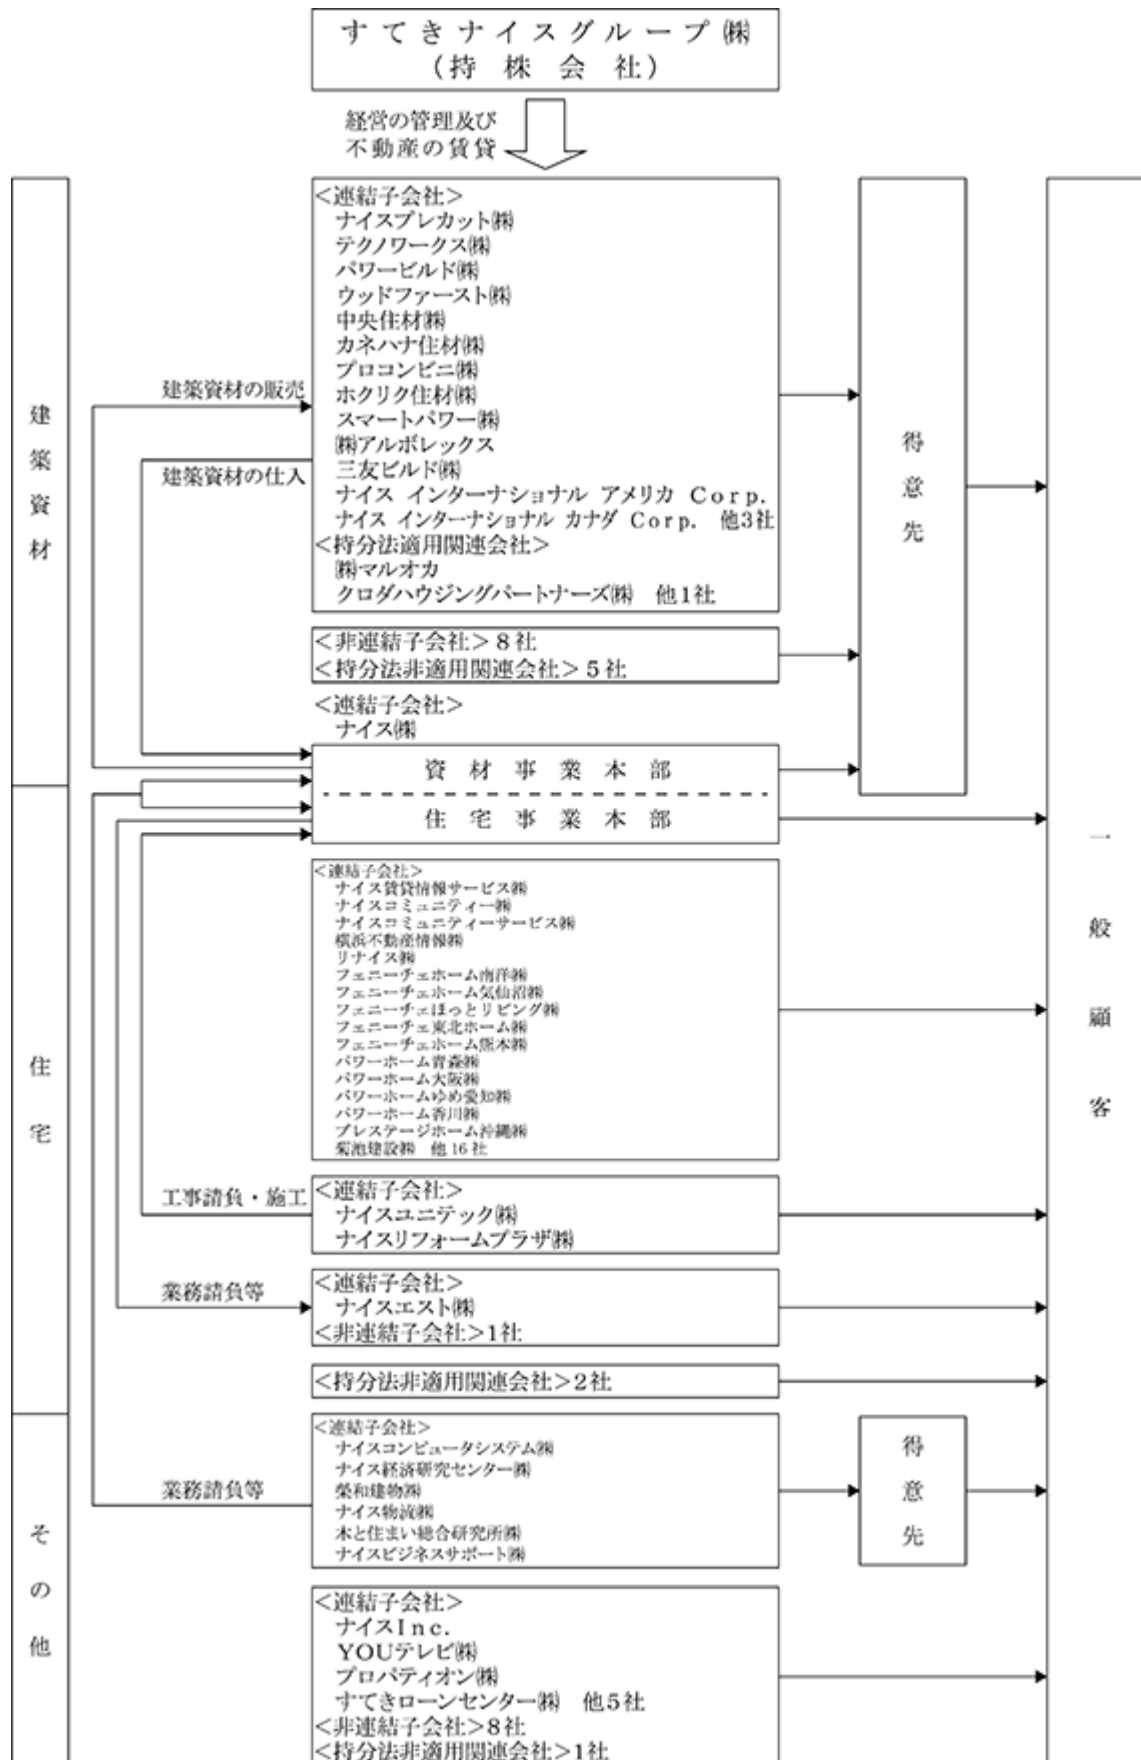 すてきナイスグループ㈱
（持株会社）
経営の管理及び
不動産の賃貸
建築資材
＜連結子会社＞
ナイスプレカット㈱
テクノワークス㈱
パワービルド㈱
ウッドファースト㈱
中央住材㈱
カネハナ住材㈱
プロコンビニ㈱
ホクリク住材㈱
スマートパワー㈱
㈱アルボレックス
三友ビルド㈱
ナイス インターナショナル アメリカ Corp.
ナイス インターナショナル カナダ Corp. 他3社
＜持分法適用関連会社＞
㈱マルオカ
クロダハウジングパートナーズ㈱ 他1社
建築資材の販売
建築資材の仕入
得意先
＜非連結子会社＞8社
＜持分法非適用関連会社＞5社
＜連結子会社＞
ナイス㈱
資材事業本部
住宅事業本部
一般顧客
住宅
＜連結子会社＞
ナイス賃貸情報サービス㈱
ナイスコミュニティー㈱
ナイスコミュニティーサービス㈱
横浜不動産情報㈱
リナイス㈱
フェニーチェホーム南洋㈱
フェニーチェホーム気仙沼㈱
フェニーチェほっとリビング㈱
フェニーチェ東北ホーム㈱
フェニーチェホーム熊本㈱
パワーホーム青森㈱
パワーホーム大阪㈱
パワーホームゆめ愛知㈱
パワーホーム香川㈱
プレステージホーム沖縄㈱
菊池建設㈱ 他16社
工事請負・施工
＜連結子会社＞
ナイスユニテック㈱
ナイスリフォームプラザ㈱
業務請負等
＜連結子会社＞
ナイスエスト㈱
＜非連結子会社＞1社
＜持分法非適用関連会社＞2社
その他
業務請負等
＜連結子会社＞
ナイスコンピュータシステム㈱
ナイス経済研究センター㈱
榮和建物㈱
ナイス物流㈱
木と住まい総合研究所㈱
ナイスビジネスサポート㈱
得意先
＜連結子会社＞
ナイスInc.
YOUテレビ㈱
プロパティオン㈱
すてきローンセンター㈱ 他5社
＜非連結子会社＞8社
＜持分法非適用関連会社＞1社